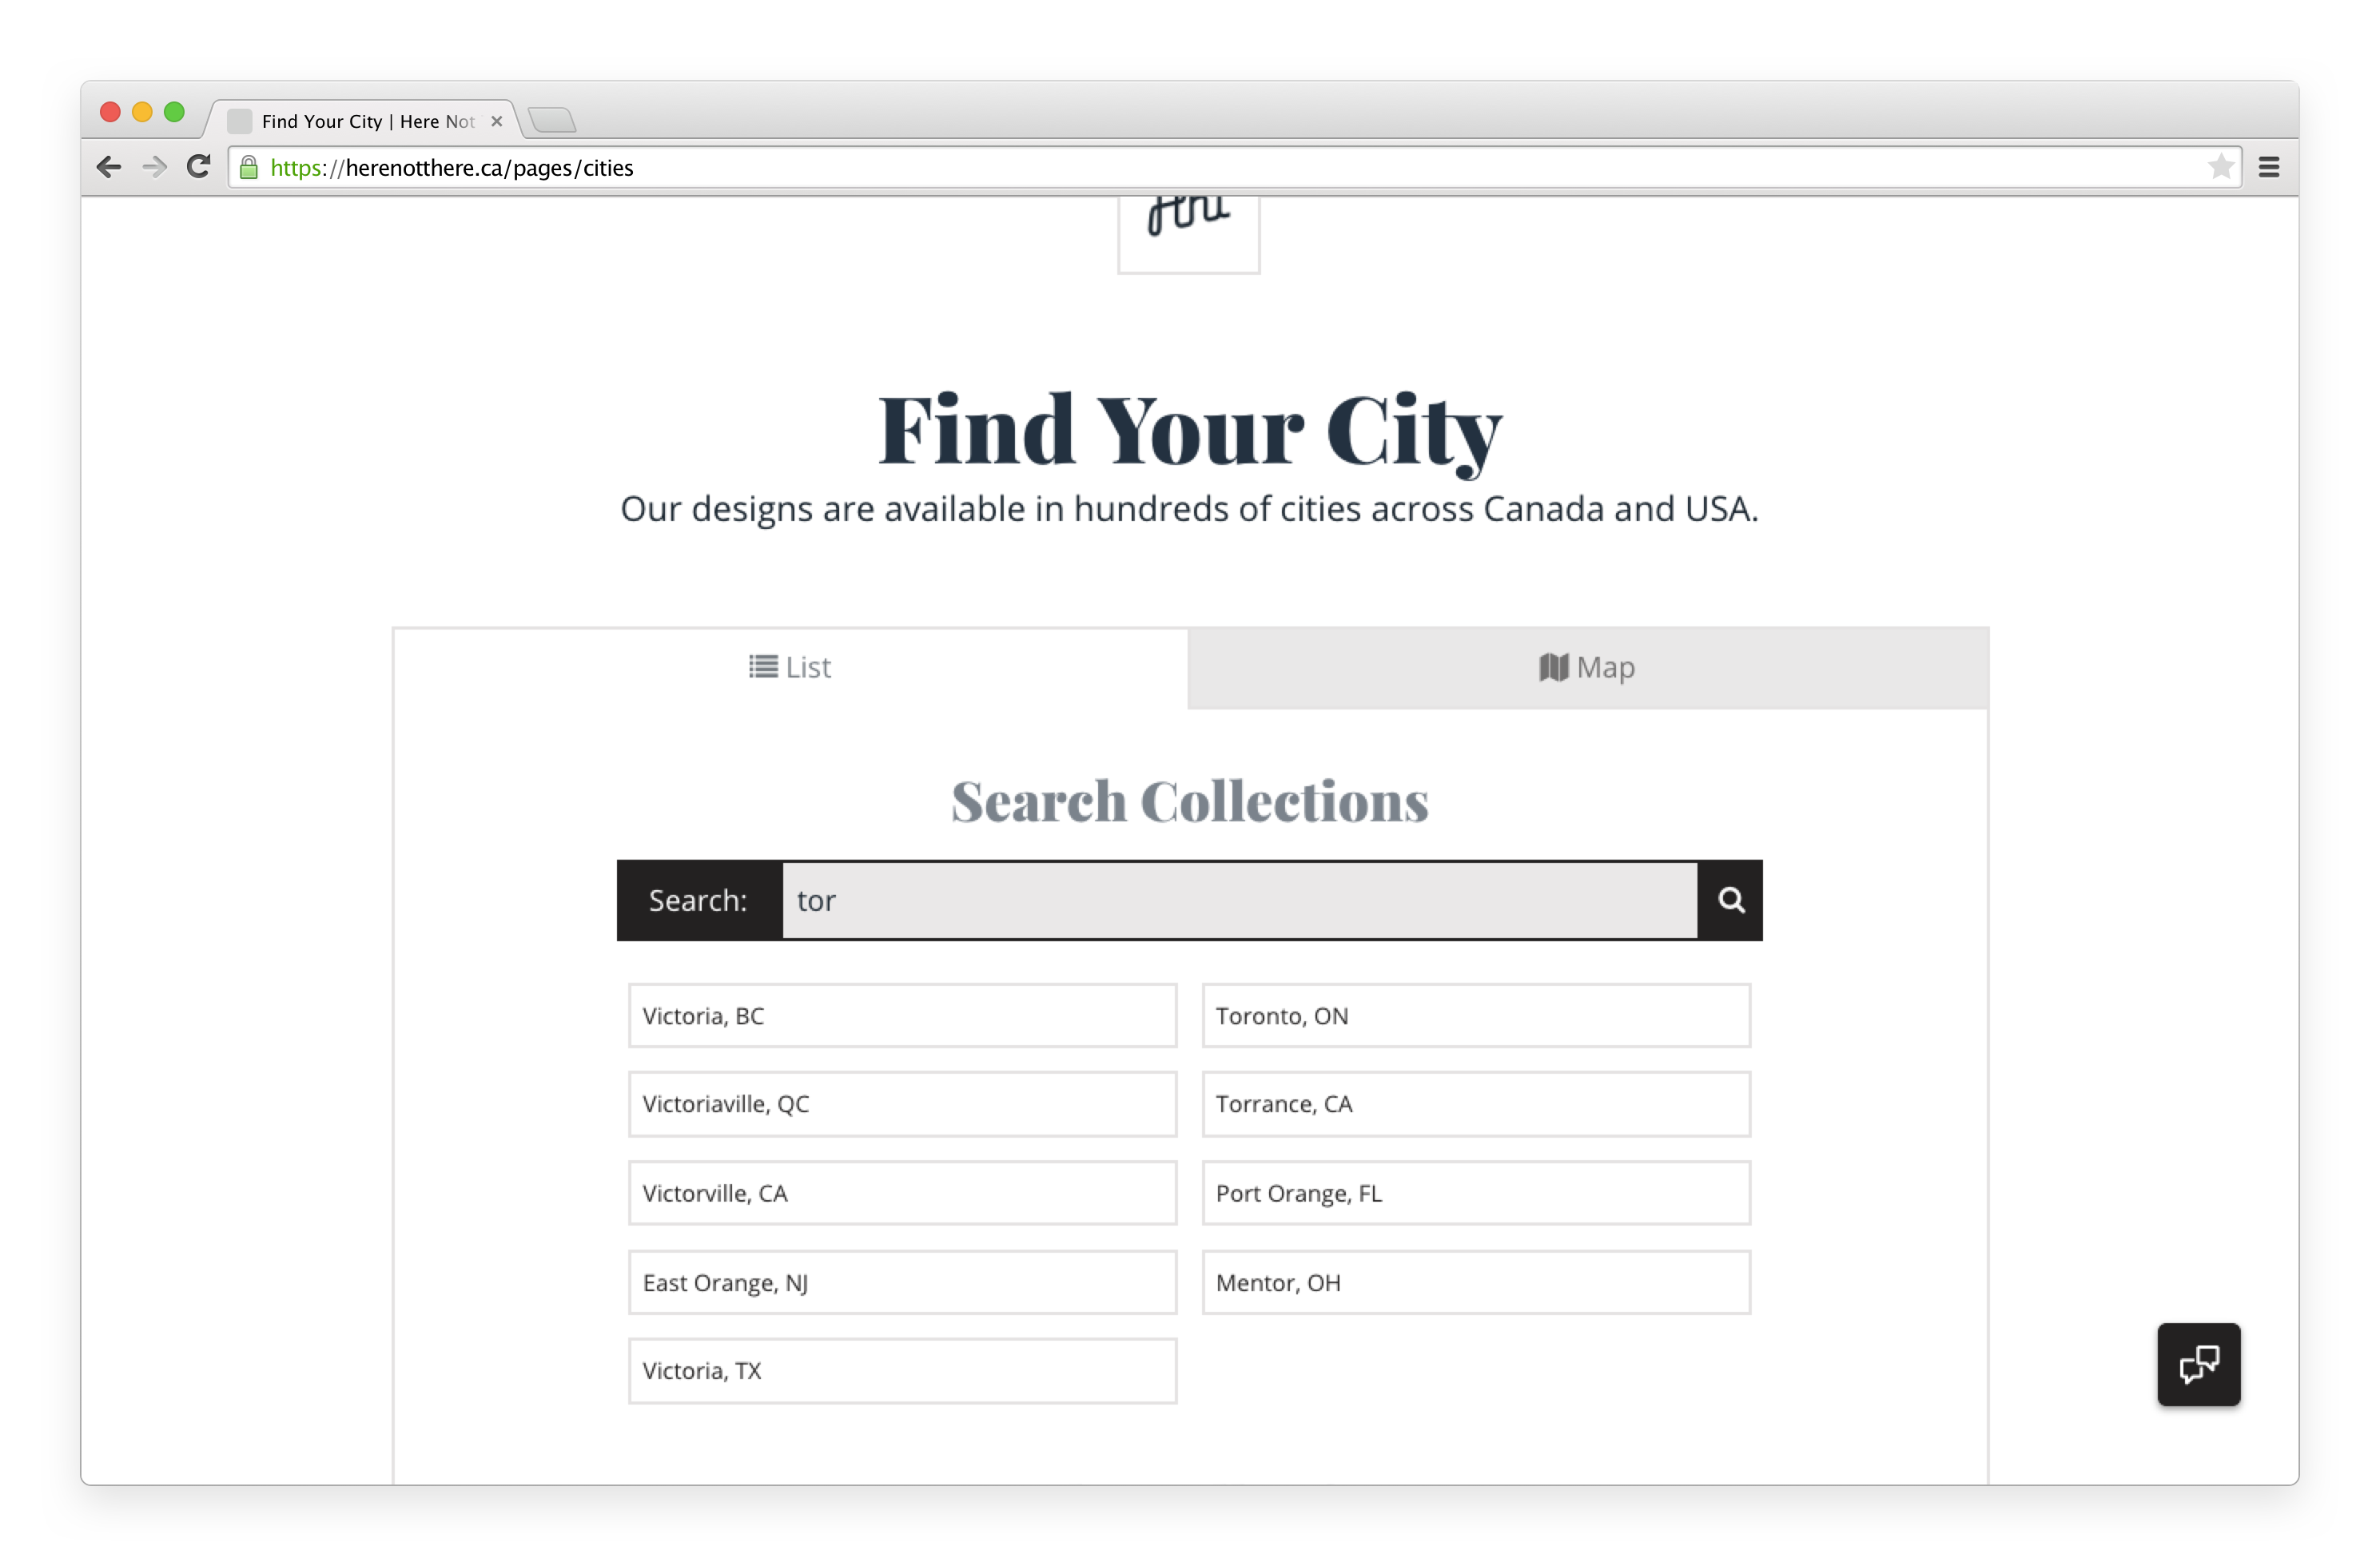 Find Your City | Here Not
https://herenotthere.ca/pages/cities
Find Your City
Our designs are available in hundreds of cities across Canada and USA.
List
Map
Search Collections
Search:
tor
Victoria, BC
Toronto, ON
Victoriaville, QC
Torrance, CA
Victorville, CA
Port Orange, FL
East Orange, NJ
Mentor, OH
Victoria, TX